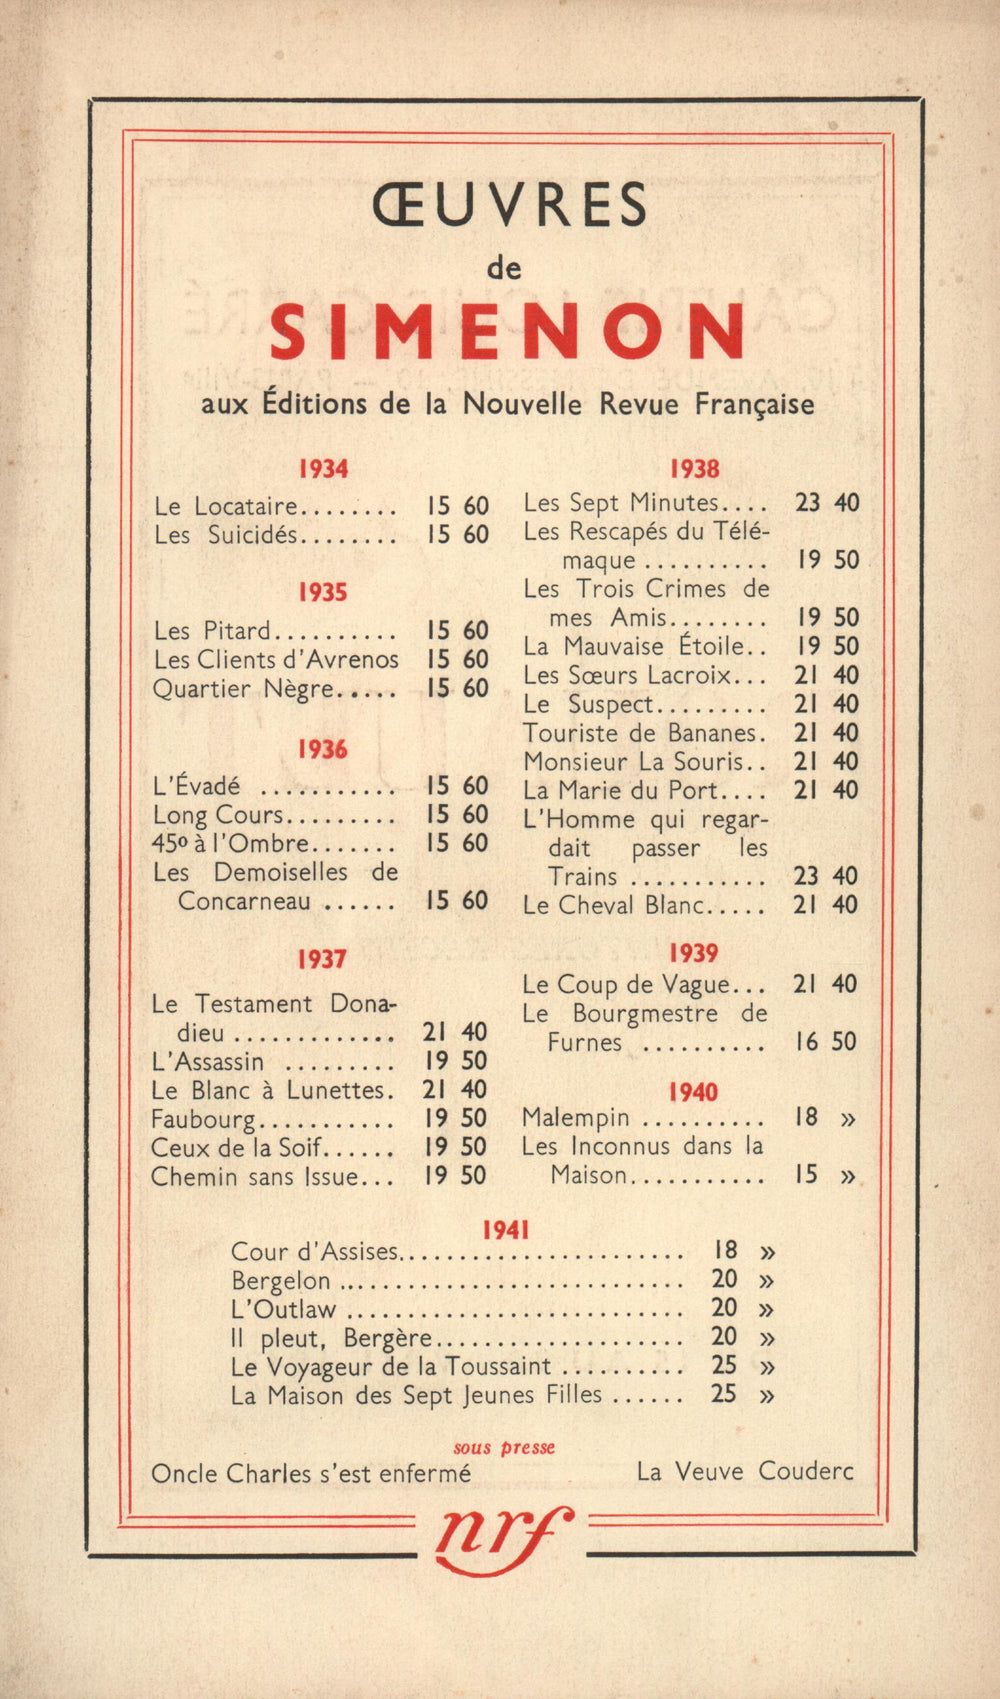 ŒUVRES
de
SIMENON
aux Éditions de la Nouvelle Revue Française
1934
Le Locataire........ 15 60
Les Suicidés........ 15 60
1935
Les Pitard.......... 15 60
Les Clients d'Avrenos 15 60
Quartier Nègre..... 15 60
1936
L'Évadé ........... 15 60
Long Cours......... 15 60
45º à l'Ombre....... 15 60
Les Demoiselles de
Concarneau ...... 15 60
1937
Le Testament Dona-
dieu ............. 21 40
L'Assassin ......... 19 50
Le Blanc à Lunettes. 21 40
Faubourg........... 19 50
Ceux de la Soif...... 19 50
Chemin sans Issue... 19 50
1938
Les Sept Minutes.... 23 40
Les Rescapés du Télé-
maque .......... 19 50
Les Trois Crimes de
mes Amis........ 19 50
La Mauvaise Étoile.. 19 50
Les Sœurs Lacroix... 21 40
Le Suspect......... 21 40
Touriste de Bananes. 21 40
Monsieur La Souris.. 21 40
La Marie du Port.... 21 40
L'Homme qui regar-
dait passer les
Trains ........... 23 40
Le Cheval Blanc..... 21 40
1939
Le Coup de Vague... 21 40
Le Bourgmestre de
Furnes .......... 16 50
1940
Malempin .......... 18 »
Les Inconnus dans la
Maison........... 15 »
1941
Cour d'Assises........................ 18 »
Bergelon ............................. 20 »
L'Outlaw ............................ 20 »
Il pleut, Bergère..................... 20 »
Le Voyageur de la Toussaint .......... 25 »
La Maison des Sept Jeunes Filles ...... 25 »
sous presse
Oncle Charles s'est enfermé La Veuve Couderc
nrf